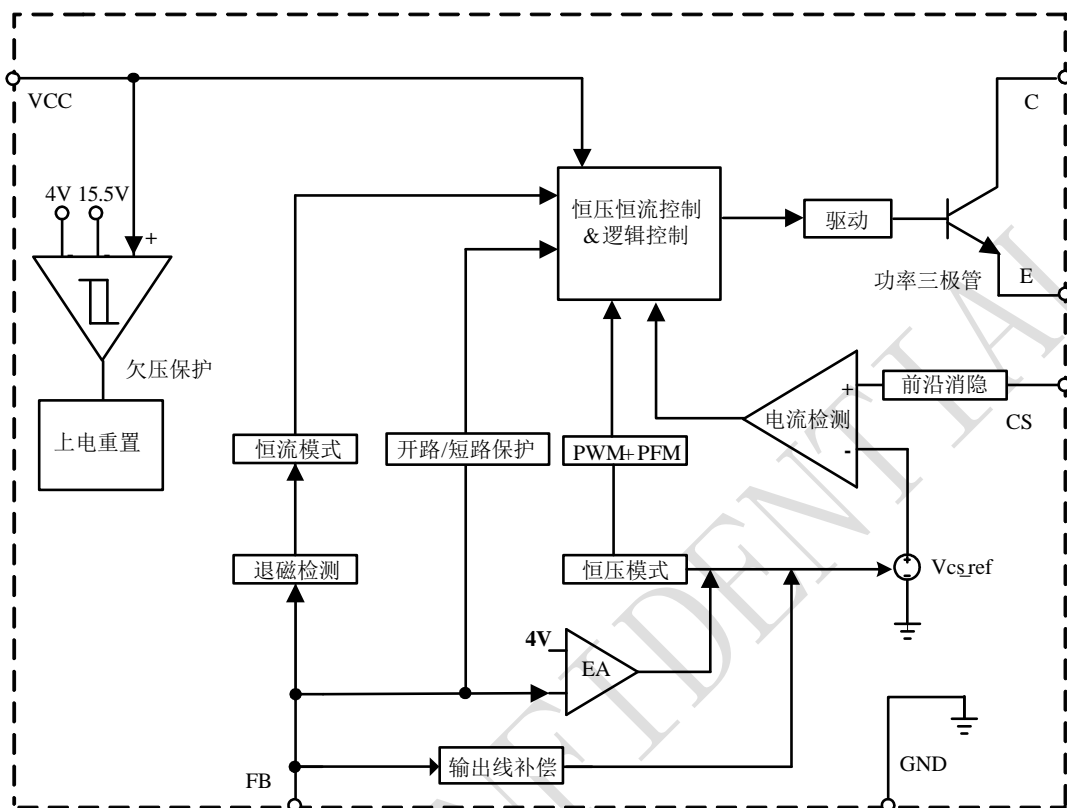 VCC
C
4V 15.5V
+
恒压恒流控制
&逻辑控制
驱动
功率三极管
E
欠压保护
上电重置
恒流模式
开路/短路保护
PWM+PFM
电流检测
+
-
前沿消隐
CS
退磁检测
恒压模式
+
-
Vcs_ref
4V
EA
FB
输出线补偿
GND
NFIDENTIAL